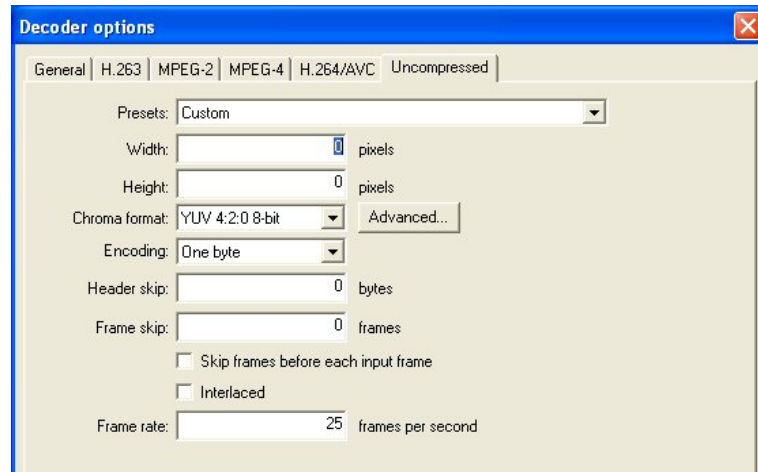 Decoder options
General H.263 MPEG-2 MPEG-4 H.264/AVC Uncompressed
Presets: Custom
Width: 0 pixels
Height: 0 pixels
Chroma format: YUV 4:2:0 8-bit Advanced...
Encoding: One byte
Header skip: 0 bytes
Frame skip: 0 frames
Skip frames before each input frame
Interlaced
Frame rate: 25 frames per second